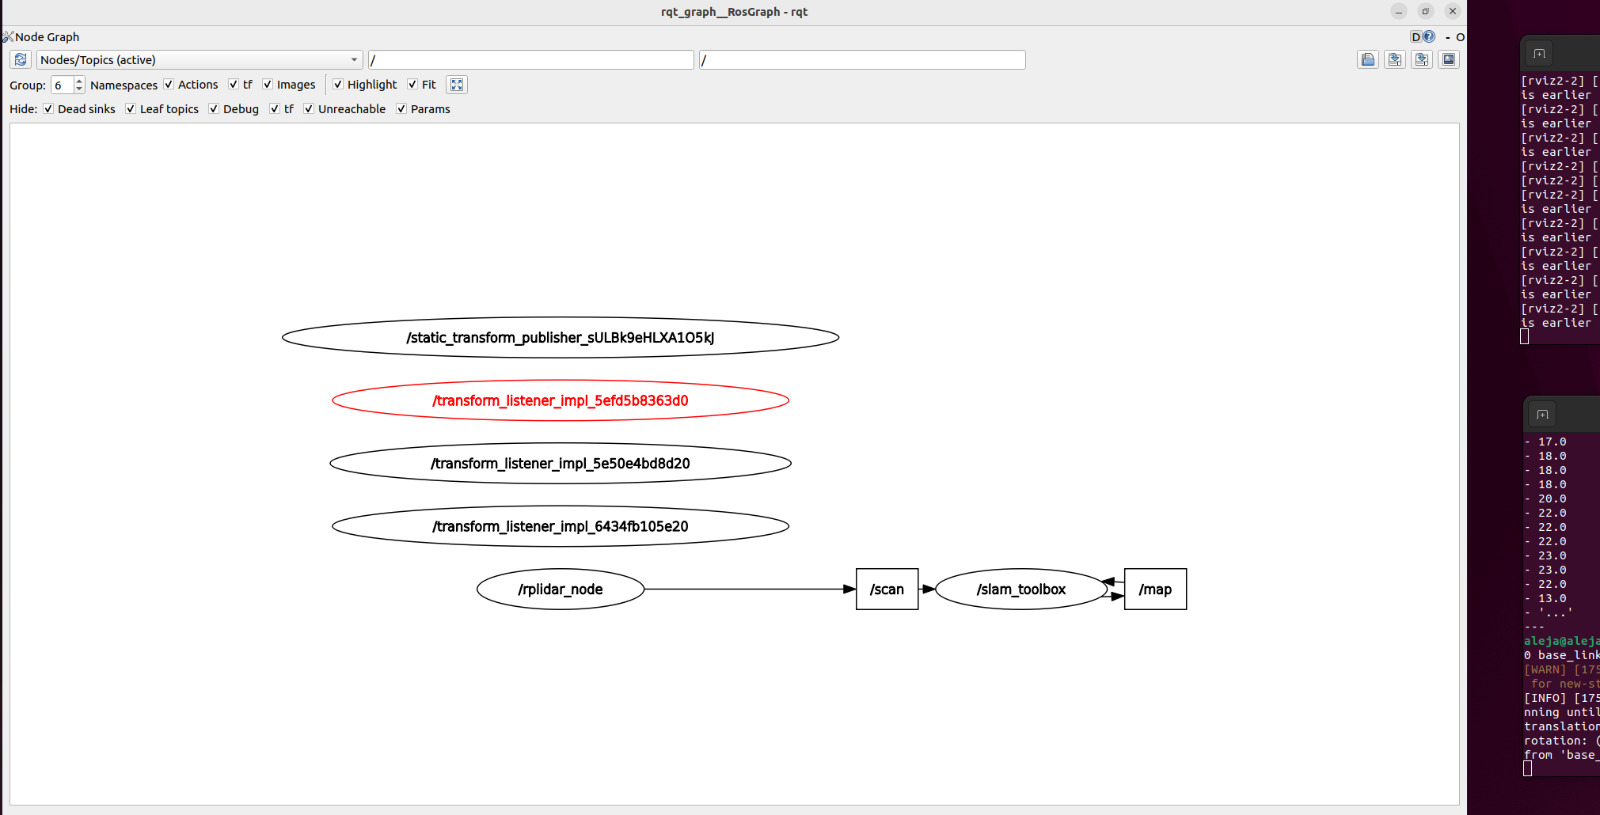 rqt_graph__RosGraph - rqt
Node Graph
D - O
Nodes/Topics (active) / /
Group: 6 Namespaces Actions tf Images Highlight Fit
Hide: Dead sinks Leaf topics Debug tf Unreachable Params
/static_transform_publisher_sULBk9eHLXA1O5kJ
/transform_listener_impl_5efd5b8363d0
/transform_listener_impl_5e50e4bd8d20
/transform_listener_impl_6434fb105e20
/rplidar_node /scan /slam_toolbox /map
[rviz2-2] [
is earlier
[rviz2-2] [
is earlier
[rviz2-2] [
is earlier
[rviz2-2] [
[rviz2-2] [
[rviz2-2] [
is earlier
[rviz2-2] [
is earlier
[rviz2-2] [
is earlier
[rviz2-2] [
is earlier
[rviz2-2] [
is earlier
- 17.0
- 18.0
- 18.0
- 18.0
- 20.0
- 22.0
- 22.0
- 22.0
- 23.0
- 23.0
- 22.0
- 13.0
- '...'
---
aleja@aleja
0 base_link
[WARN] [175
for new-st
[INFO] [175
nning until
translation
rotation: (
from 'base_